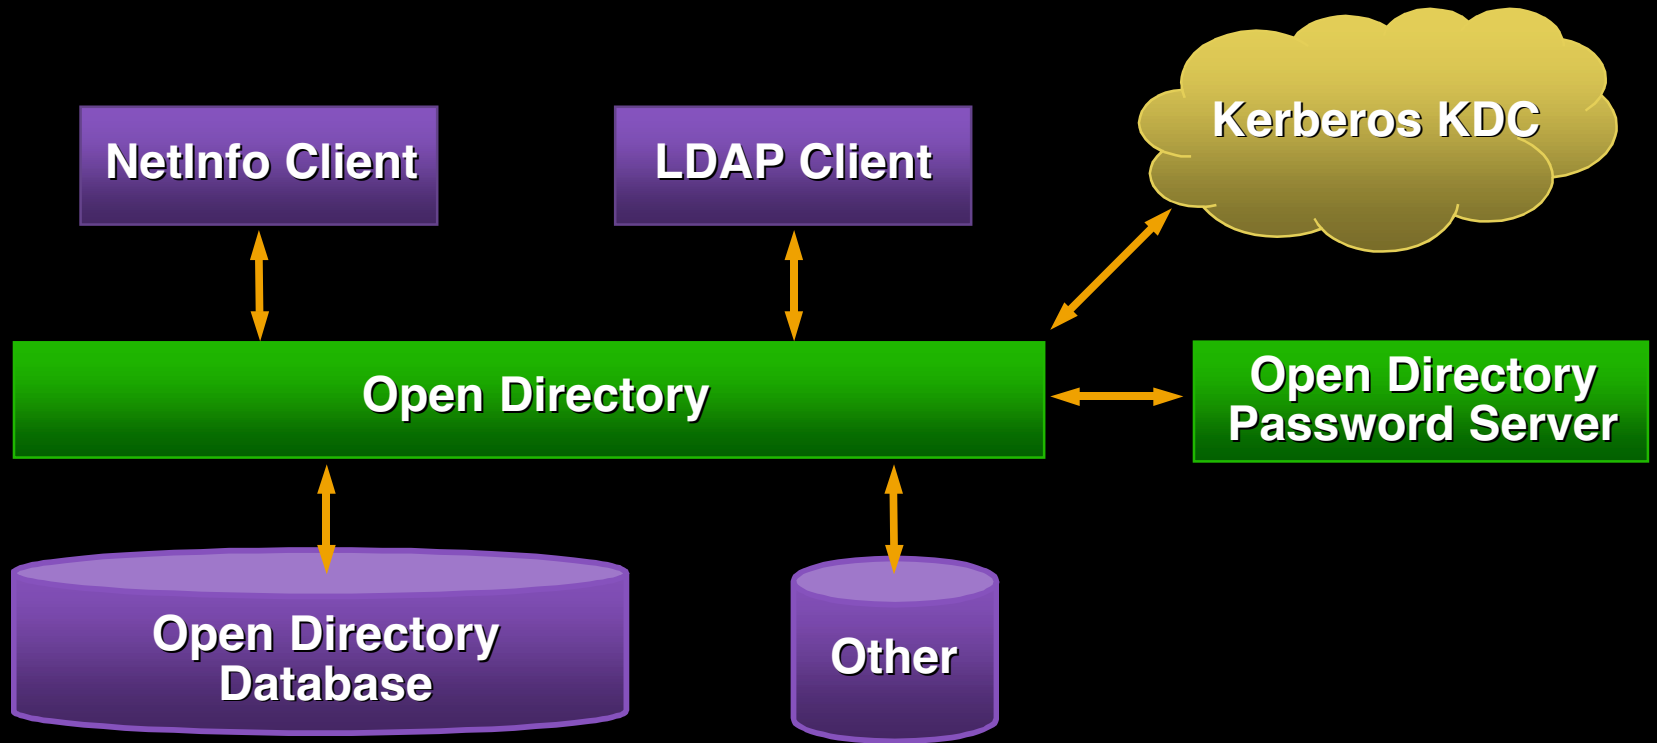 Kerberos KDC
NetInfo Client
LDAP Client
Open Directory
Open Directory
Password Server
Open Directory
Database
Other